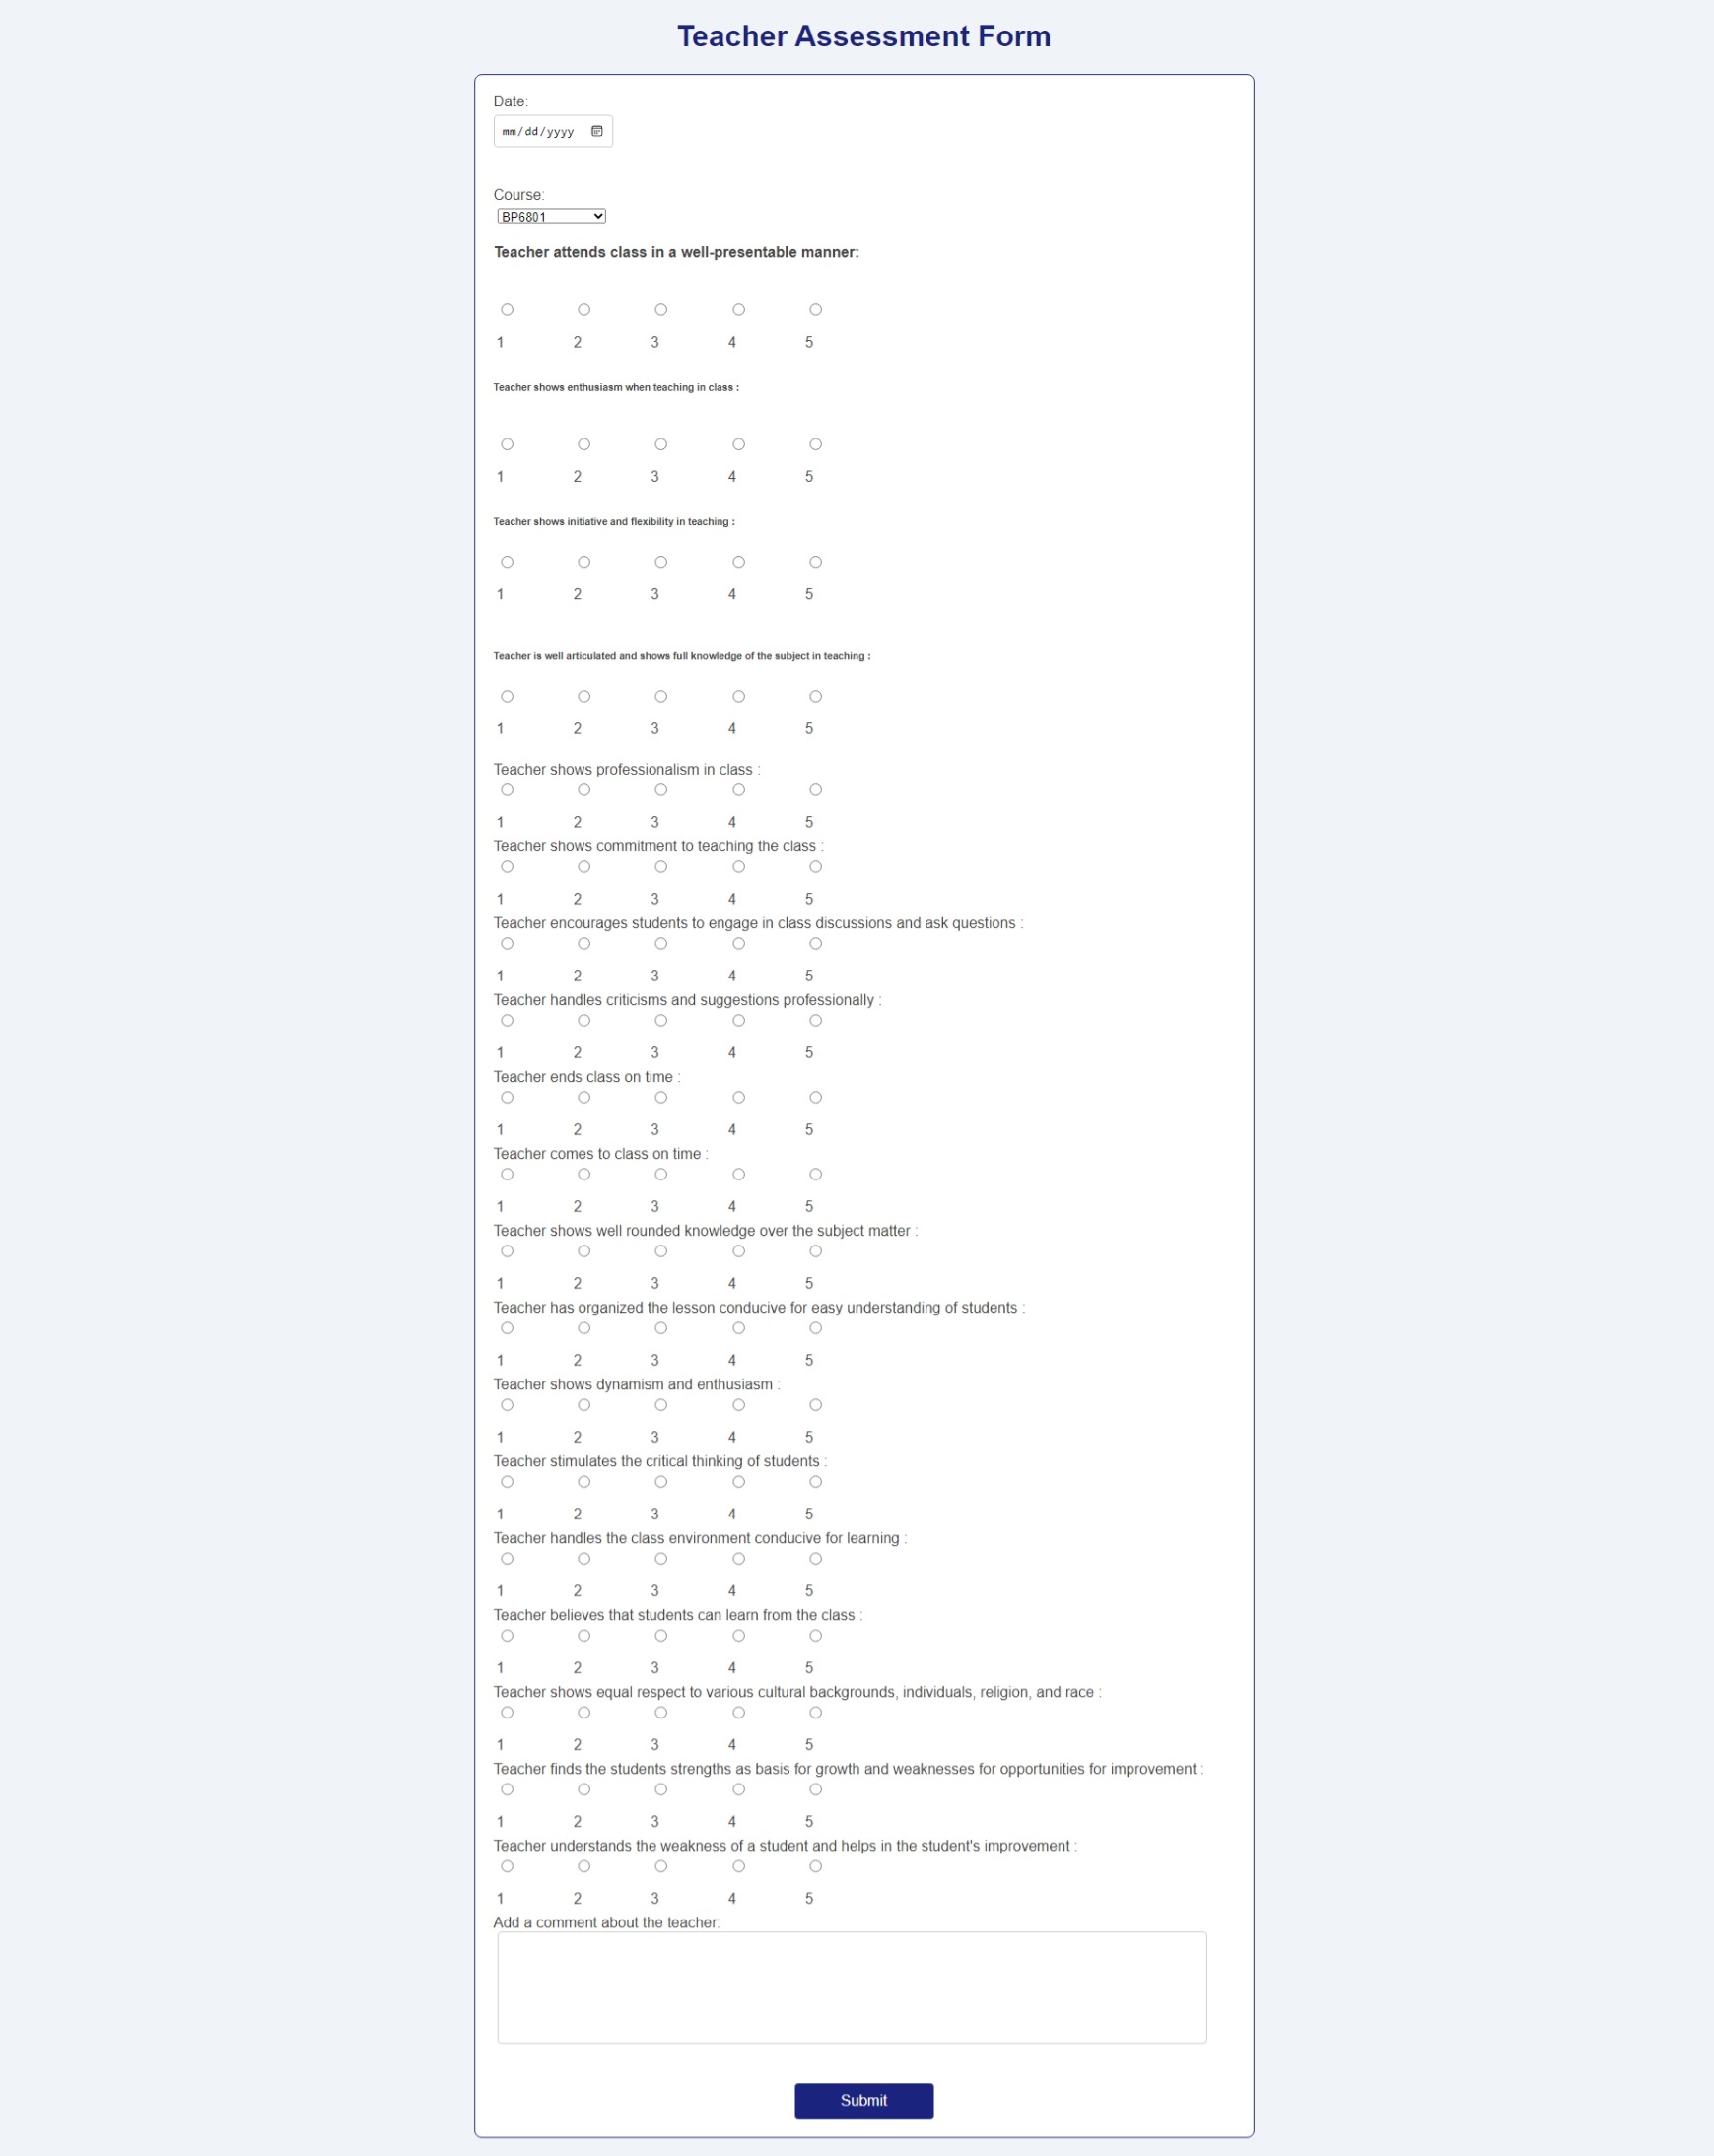 Teacher Assessment Form
Date:
mm/dd/yyyy
Course:
BP6801
Teacher attends class in a well-presentable manner:
1 2 3 4 5
Teacher shows enthusiasm when teaching in class :
1 2 3 4 5
Teacher shows initiative and flexibility in teaching :
1 2 3 4 5
Teacher is well articulated and shows full knowledge of the subject in teaching :
1 2 3 4 5
Teacher shows professionalism in class :
1 2 3 4 5
Teacher shows commitment to teaching the class :
1 2 3 4 5
Teacher encourages students to engage in class discussions and ask questions :
1 2 3 4 5
Teacher handles criticisms and suggestions professionally :
1 2 3 4 5
Teacher ends class on time :
1 2 3 4 5
Teacher comes to class on time :
1 2 3 4 5
Teacher shows well rounded knowledge over the subject matter :
1 2 3 4 5
Teacher has organized the lesson conducive for easy understanding of students :
1 2 3 4 5
Teacher shows dynamism and enthusiasm :
1 2 3 4 5
Teacher stimulates the critical thinking of students :
1 2 3 4 5
Teacher handles the class environment conducive for learning :
1 2 3 4 5
Teacher believes that students can learn from the class :
1 2 3 4 5
Teacher shows equal respect to various cultural backgrounds, individuals, religion, and race :
1 2 3 4 5
Teacher finds the students strengths as basis for growth and weaknesses for opportunities for improvement :
1 2 3 4 5
Teacher understands the weakness of a student and helps in the student's improvement :
1 2 3 4 5
Add a comment about the teacher:
Submit